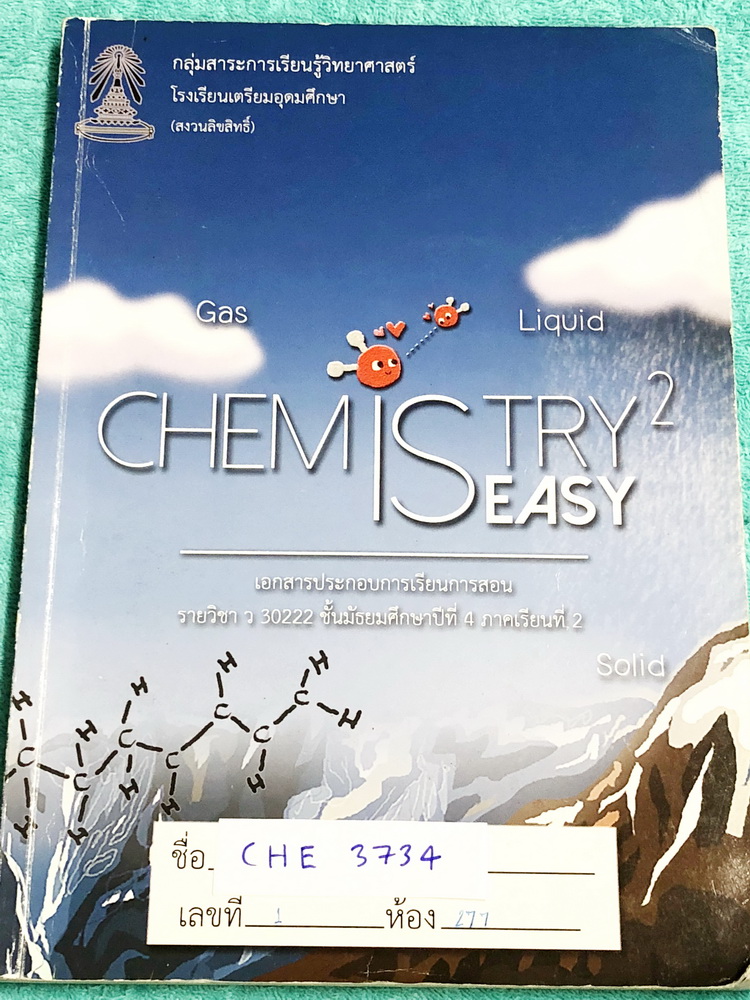 กลุ่มสาระการเรียนรู้วิทยาศาสตร์
โรงเรียนเตรียมอุดมศึกษา
(สงวนลิขสิทธิ์)
Gas
Liquid
CHEMISTRY²
EASY
เอกสารประกอบการเรียนการสอน
รายวิชา ว 30222 ชั้นมัธยมศึกษาปีที่ 4 ภาคเรียนที่ 2
Solid
H H H H H
C C C C C C C
H H H H H
ชื่อ CHE 3734
เลขที่ 1 ห้อง